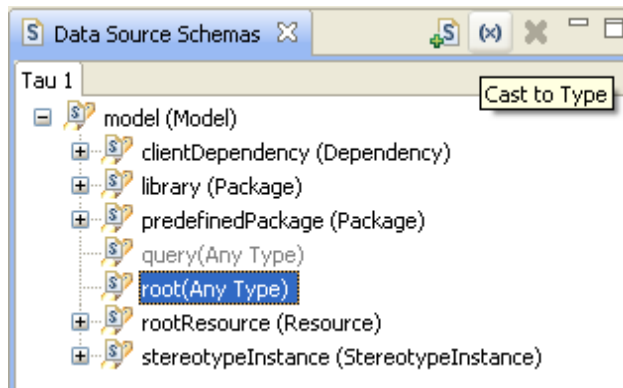 Data Source Schemas
Tau 1
Cast to Type
model (Model)
clientDependency (Dependency)
library (Package)
predefinedPackage (Package)
query(Any Type)
root(Any Type)
rootResource (Resource)
stereotypeInstance (StereotypeInstance)